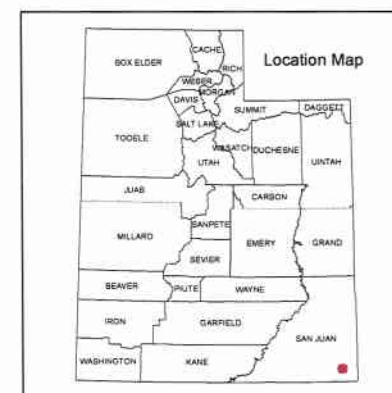 Location Map
CACHE
BOX ELDER
RICH
WEBER
MORGAN
DAVIS
SUMMIT
DAGGETT
SALT LAKE
TOOELE
WASATCH
DUCHESNE
UINTAH
UTAH
JUAB
CARSON
SANPETE
MILLARD
EMERY
GRAND
SEVIER
BEAVER
PIUTE
WAYNE
IRON
GARFIELD
SAN JUAN
WASHINGTON
KANE